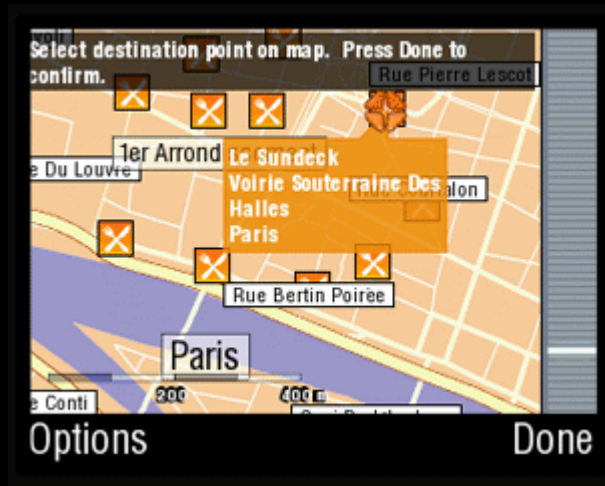 Select destination point on map. Press Done to
confirm.
Rue Pierre Lescot
1er Arrond
e Du Louvre
Le Sundeck
Voirie Souterraine Des
Halles
Paris
alon
Rue Bertin Poirée
Paris
200
400 m
e Conti
Options
Done